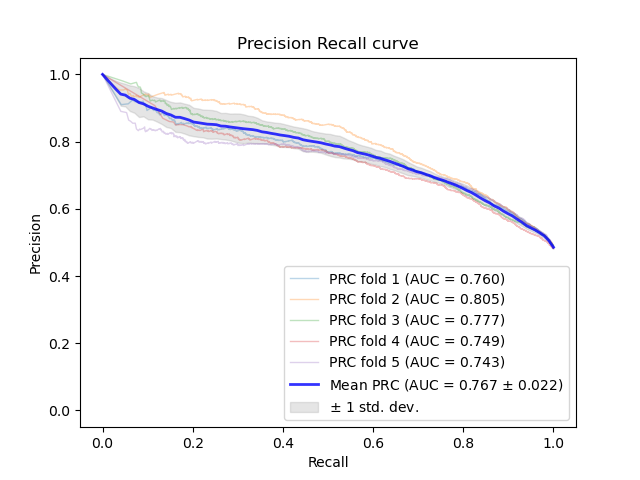 Precision Recall curve
1.0
0.8
0.6
0.4
0.2
0.0
Precision
PRC fold 1 (AUC = 0.760)
PRC fold 2 (AUC = 0.805)
PRC fold 3 (AUC = 0.777)
PRC fold 4 (AUC = 0.749)
PRC fold 5 (AUC = 0.743)
Mean PRC (AUC = 0.767 ± 0.022)
± 1 std. dev.
0.0 0.2 0.4 0.6 0.8 1.0
Recall